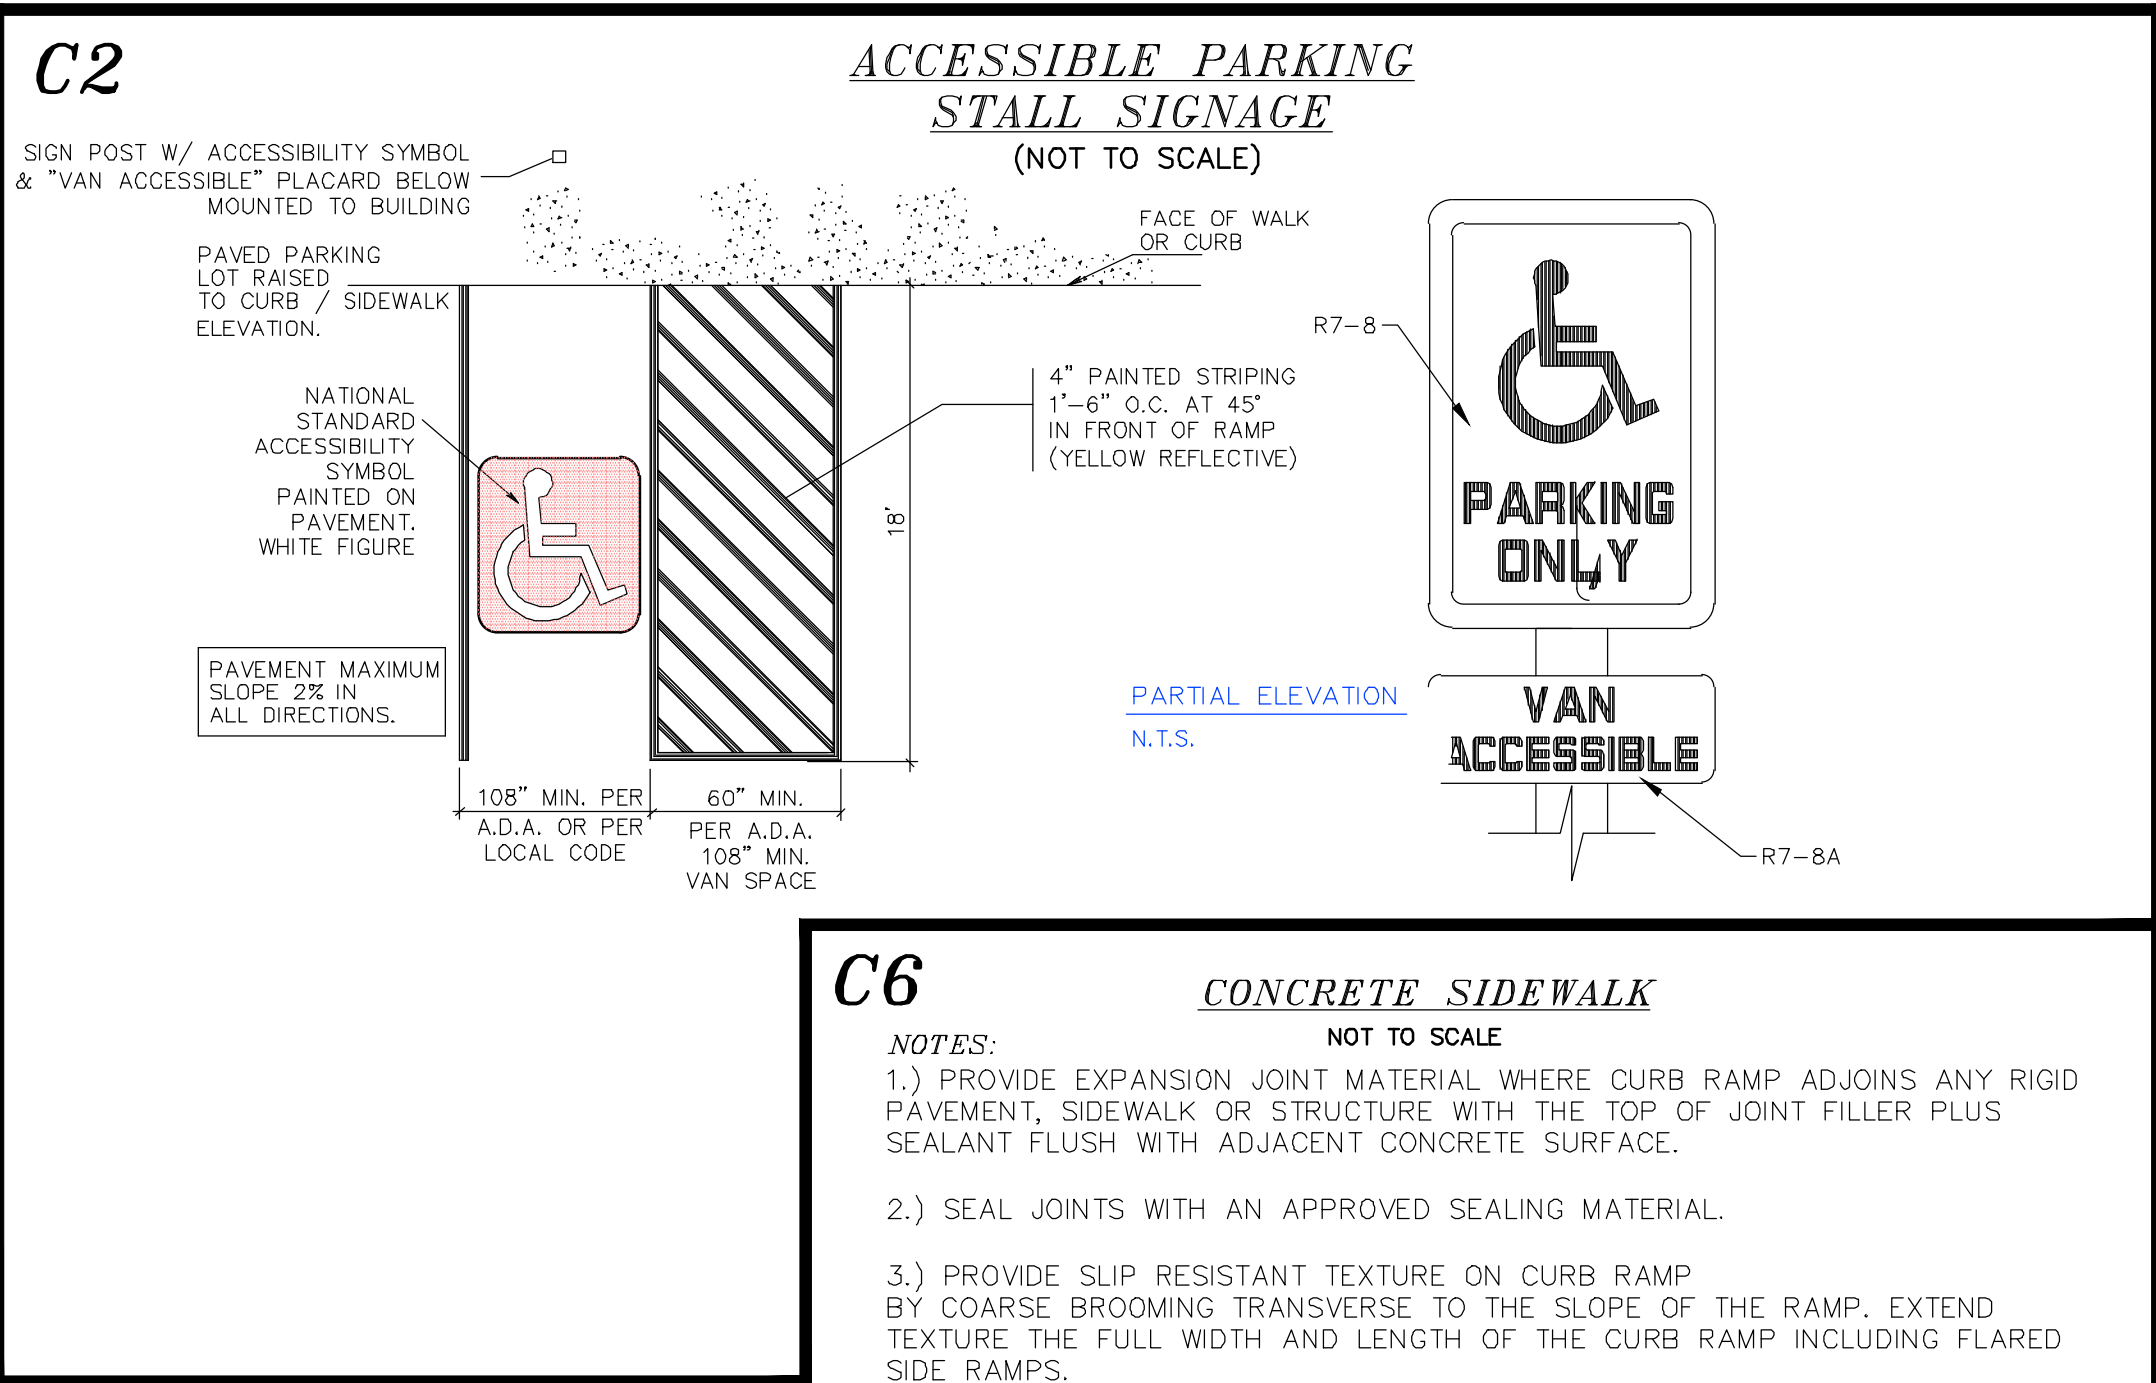 C2
ACCESSIBLE PARKING
STALL SIGNAGE
(NOT TO SCALE)
SIGN POST W/ ACCESSIBILITY SYMBOL
& "VAN ACCESSIBLE" PLACARD BELOW
MOUNTED TO BUILDING
PAVED PARKING
LOT RAISED
TO CURB / SIDEWALK
ELEVATION.
FACE OF WALK
OR CURB
NATIONAL
STANDARD
ACCESSIBILITY
SYMBOL
PAINTED ON
PAVEMENT.
WHITE FIGURE
4" PAINTED STRIPING
1'-6" O.C. AT 45°
IN FRONT OF RAMP
(YELLOW REFLECTIVE)
18'
PAVEMENT MAXIMUM
SLOPE 2% IN
ALL DIRECTIONS.
108" MIN. PER
A.D.A. OR PER
LOCAL CODE
60" MIN.
PER A.D.A.
108" MIN.
VAN SPACE
R7-8
PARKING
ONLY
PARTIAL ELEVATION
N.T.S.
VAN
ACCESSIBLE
R7-8A
C6
CONCRETE SIDEWALK
NOT TO SCALE
NOTES:
1.) PROVIDE EXPANSION JOINT MATERIAL WHERE CURB RAMP ADJOINS ANY RIGID
PAVEMENT, SIDEWALK OR STRUCTURE WITH THE TOP OF JOINT FILLER PLUS
SEALANT FLUSH WITH ADJACENT CONCRETE SURFACE.
2.) SEAL JOINTS WITH AN APPROVED SEALING MATERIAL.
3.) PROVIDE SLIP RESISTANT TEXTURE ON CURB RAMP
BY COARSE BROOMING TRANSVERSE TO THE SLOPE OF THE RAMP. EXTEND
TEXTURE THE FULL WIDTH AND LENGTH OF THE CURB RAMP INCLUDING FLARED
SIDE RAMPS.